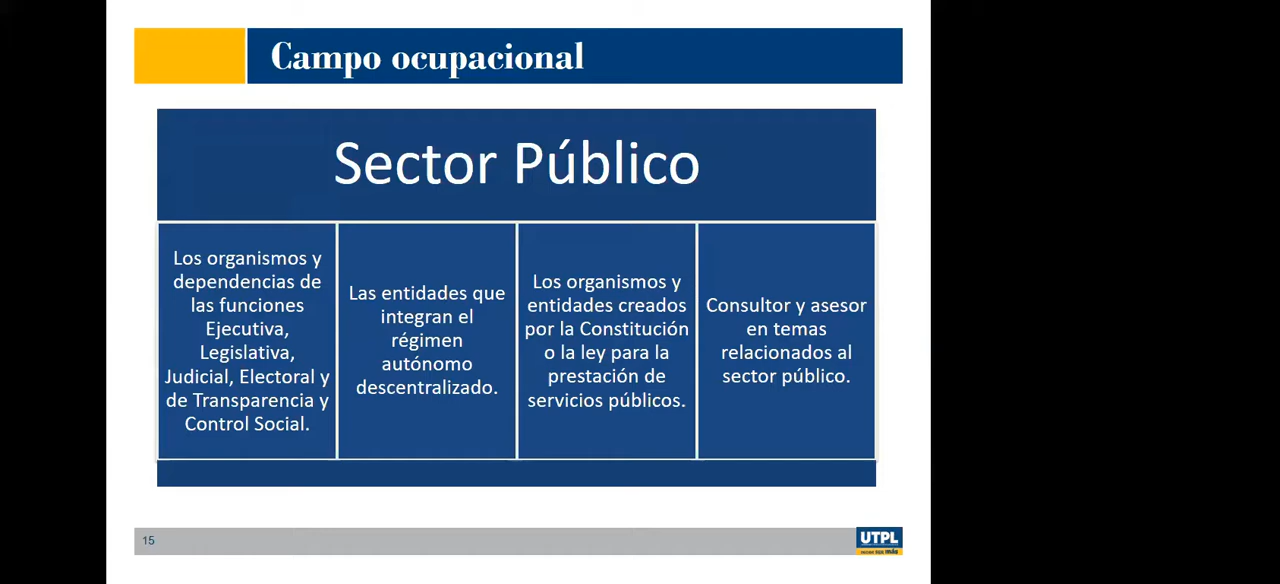 Campo ocupacional
Sector Público
Los organismos y
dependencias de
las funciones
Ejecutiva,
Legislativa,
Judicial, Electoral y
de Transparencia y
Control Social.
Las entidades que
integran el
régimen
autónomo
descentralizado.
Los organismos y
entidades creados
por la Constitución
o la ley para la
prestación de
servicios públicos.
Consultor y asesor
en temas
relacionados al
sector público.
15
UTPL